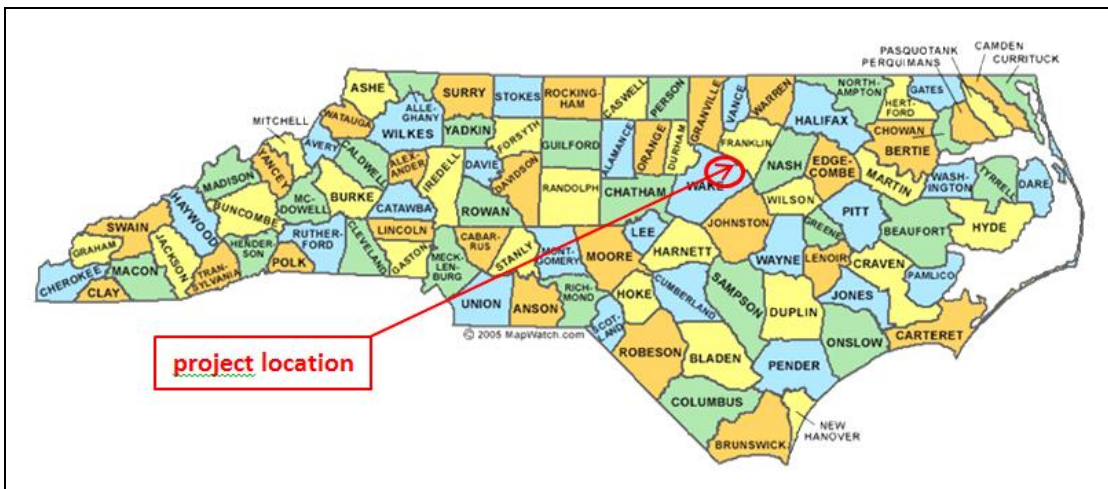 PASQUOTANK
CAMDEN
PERQUIMANS
CURRITUCK
ASHE
ALLE-
GHANY
SURRY
STOKES
ROCKING-
HAM
CASWELL
PERSON
GRANVILLE
VANCE
WARREN
NORTH-
AMPTON
HERT-
FORD
GATES
WATAUGA
WILKES
YADKIN
FORSYTH
GUILFORD
ALAMANCE
ORANGE
DURHAM
FRANKLIN
HALIFAX
CHOWAN
BERTIE
MITCHELL
AVERY
CALDWELL
ALEX-
ANDER
IREDELL
DAVIE
DAVIDSON
RANDOLPH
CHATHAM
WAKE
NASH
EDGE-
COMBE
MARTIN
WASH-
INGTON
TYRRELL
DARE
MADISON
YANCEY
MC-
DOWELL
BURKE
CATAWBA
ROWAN
JOHNSTON
WILSON
PITT
BEAUFORT
HYDE
HAYWOOD
BUNCOMBE
RUTHER-
FORD
CLEVELAND
LINCOLN
GASTON
CABAR-
RUS
STANLY
MONT-
GOMERY
MOORE
LEE
HARNETT
WAYNE
GREENE
LENOIR
CRAVEN
PAMLICO
SWAIN
GRAHAM
JACKSON
HENDER-
SON
POLK
MECK-
LEN-
BURG
CHEROKEE
MACON
CLAY
TRAN-
SYLVANIA
UNION
ANSON
RICH-
MOND
SCOT-
LAND
HOKE
CUMBERLAND
SAMPSON
DUPLIN
JONES
ONSLOW
CARTERET
© 2005 MapWatch.com
ROBESON
BLADEN
PENDER
COLUMBUS
BRUNSWICK
NEW
HANOVER
project location